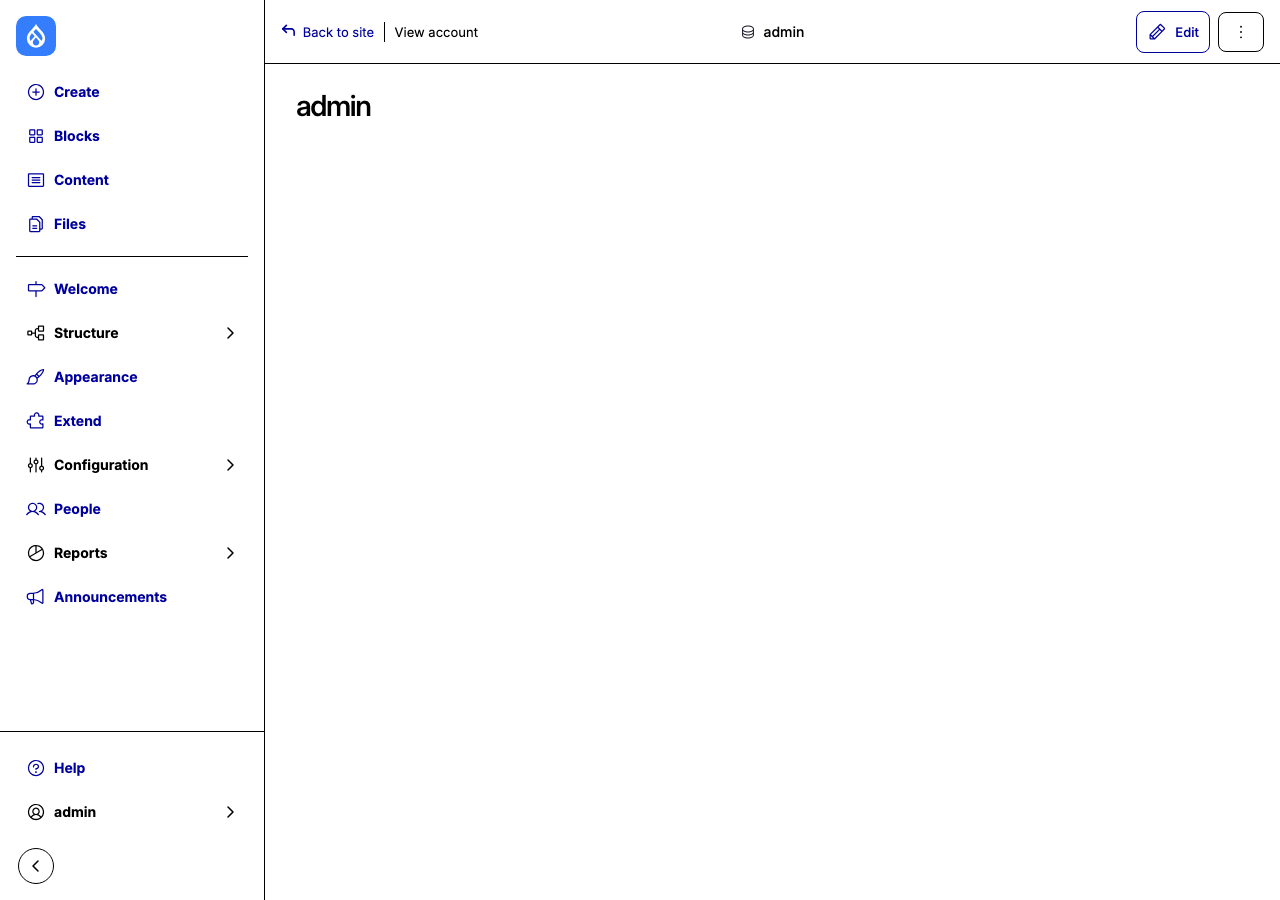 Create
Blocks
Content
Files
Welcome
Structure
Appearance
Extend
Configuration
People
Reports
Announcements
Help
admin
Back to site
View account
admin
Edit
admin